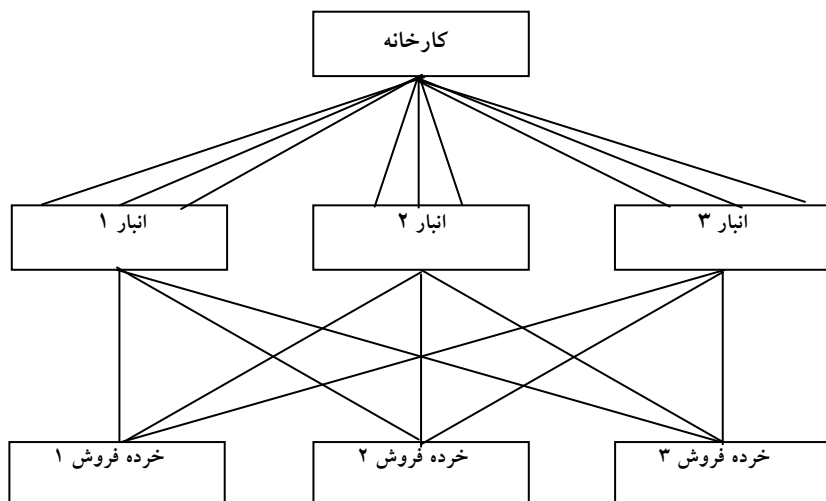 کارخانه
انبار ۱
انبار ۲
انبار ۳
خرده فروش ۱
خرده فروش ۲
خرده فروش ۳